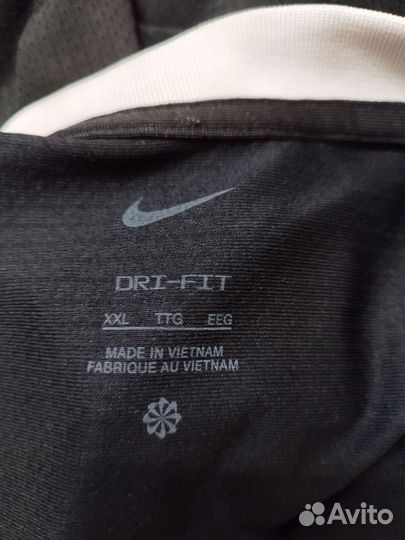 DRI-FIT
XXL TTG EEG
MADE IN VIETNAM
FABRIQUE AU VIETNAM
Avito